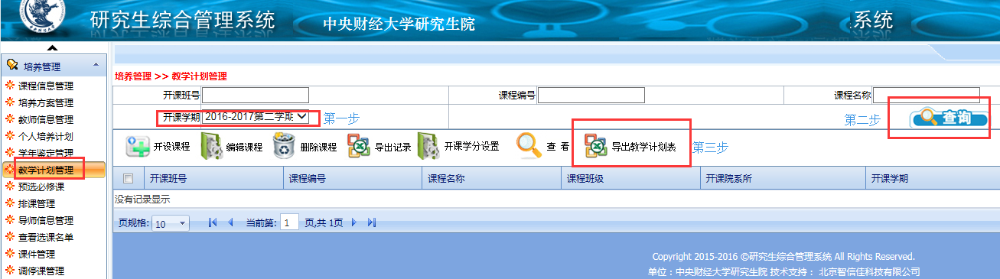 研究生综合管理系统 中央财经大学研究生院 系统
培养管理
课程信息管理
培养方案管理
教师信息管理
个人培养计划
学年鉴定管理
教学计划管理
预选必修课
排课管理
导师信息管理
查看选课名单
课件管理
调停课管理
培养管理 >> 教学计划管理
开课班号 课程编号 课程名称
开课学期 2016-2017第二学期 第一步 第二步 查询
开设课程 编辑课程 删除课程 导出记录 开课学分设置 查 看 导出教学计划表 第三步
开课班号 课程编号 课程名称 课程班级 开课院系所 开课学期
没有记录显示
页规格: 10 当前第: 1 页,共 1页
Copyright 2015-2016 ©研究生综合管理系统 All Rights Reserved.
单位：中央财经大学研究生院 技术支持： 北京智信佳科技有限公司